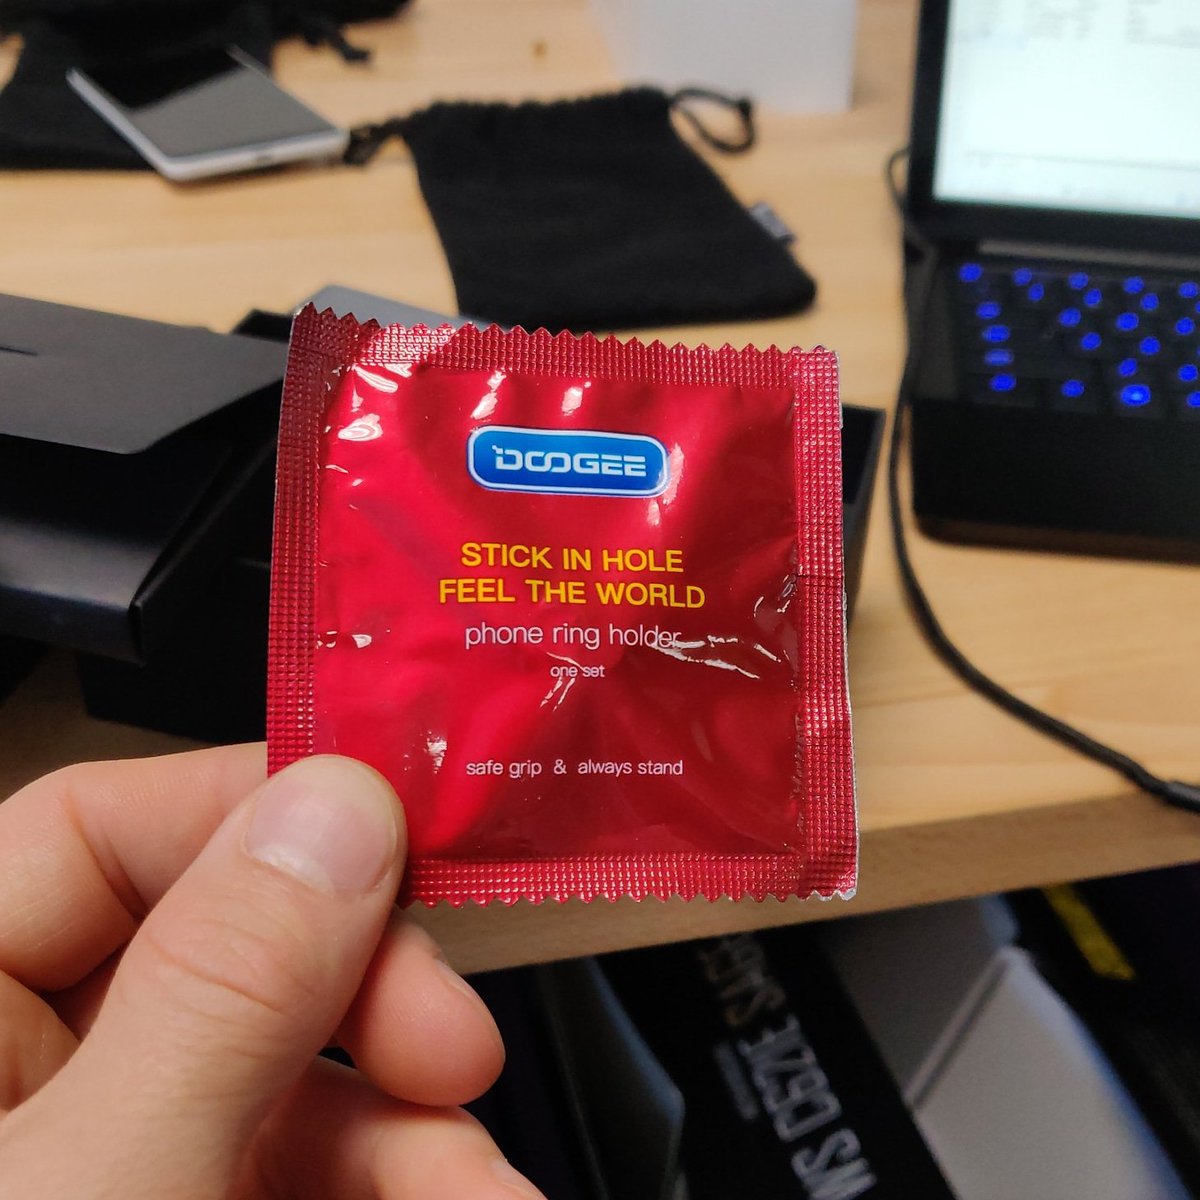 DOOGEE
STICK IN HOLE
FEEL THE WORLD
phone ring holder
one set
safe grip & always stand